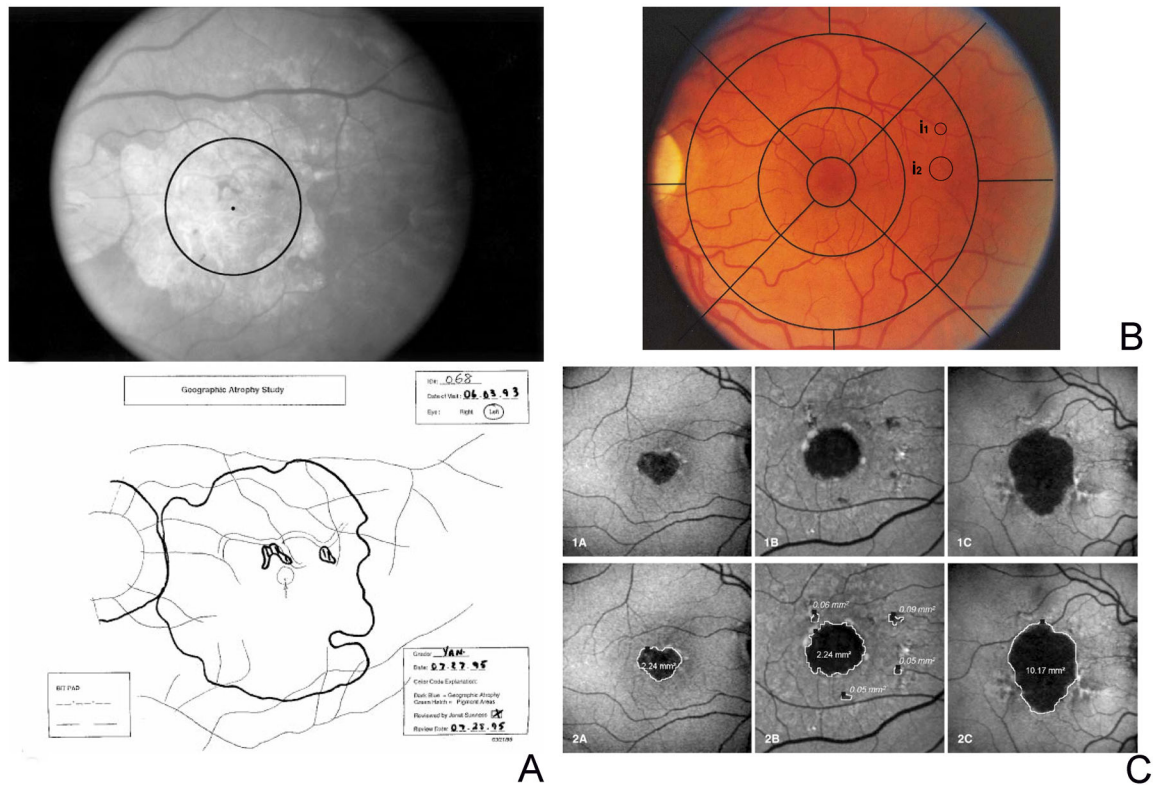 i1
i2
B
Geographic Atrophy Study
ID#: 068
Date of Visit: 06.03.93
Eye: Right Left
BIT PAD
Grader: YAN.
Date: 07.27.95
Color Code Explanation:
Dark Blue = Geographic Atrophy
Green Hatch = Pigment Areas
Reviewed by Janet Sunness
Review Date: 07.28.95
A
1A
1B
1C
0.06 mm²
0.09 mm²
2.24 mm²
2.24 mm²
0.05 mm²
0.05 mm²
10.17 mm²
2A
2B
2C
C